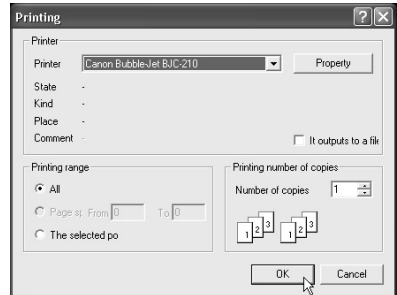 Printing
Printer
Printer Canon Bubble-Jet BJC-210 Property
State -
Kind -
Place -
Comment -
It outputs to a file
Printing range
All
Page sp From 0 To 0
The selected po
Printing number of copies
Number of copies 1
1 2 3 1 2 3
OK Cancel